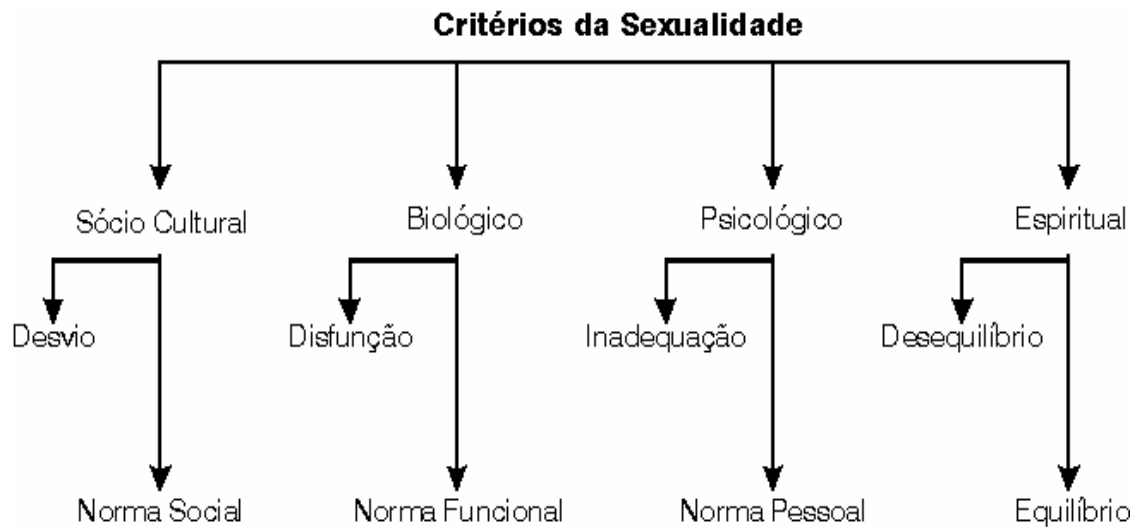 Critérios da Sexualidade
Sócio Cultural Biológico Psicológico Espiritual
Desvio Disfunção Inadequação Desequilíbrio
Norma Social Norma Funcional Norma Pessoal Equilíbrio